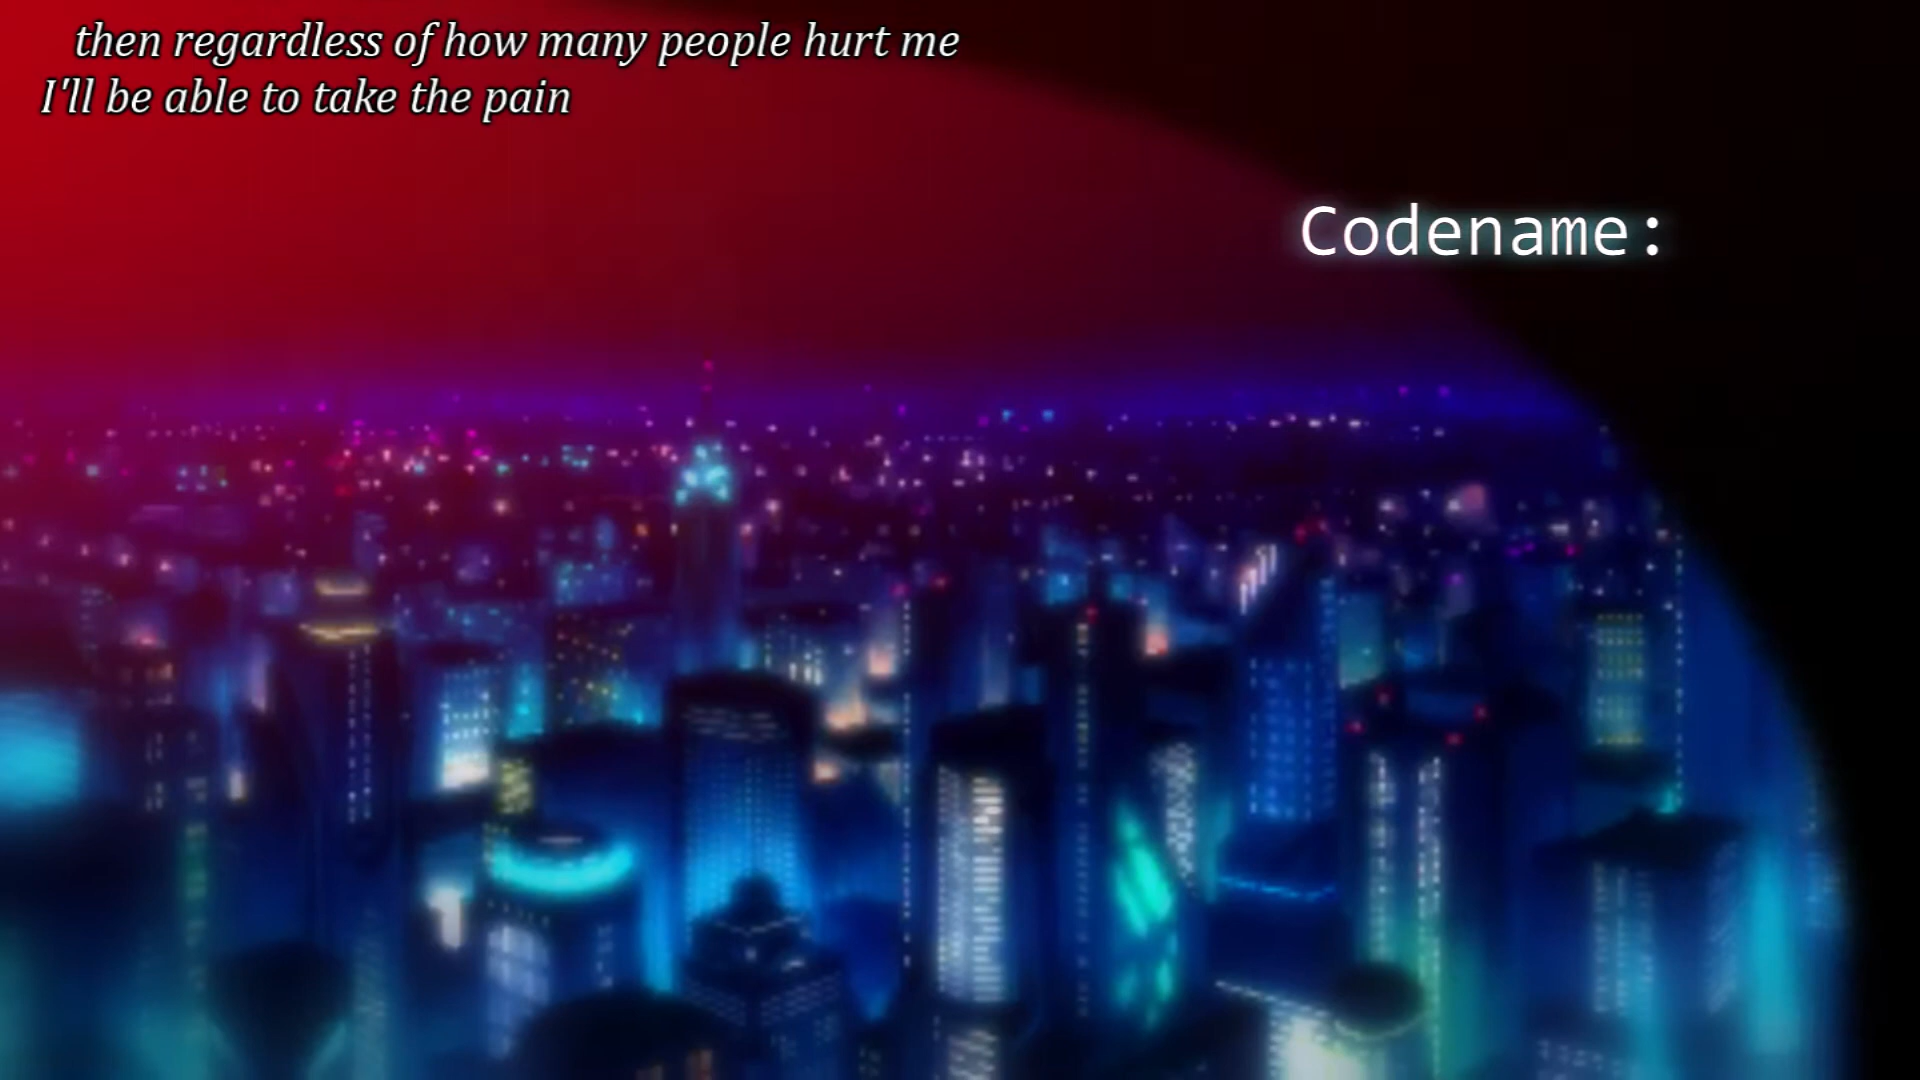 then regardless of how many people hurt me
I'll be able to take the pain
Codename: